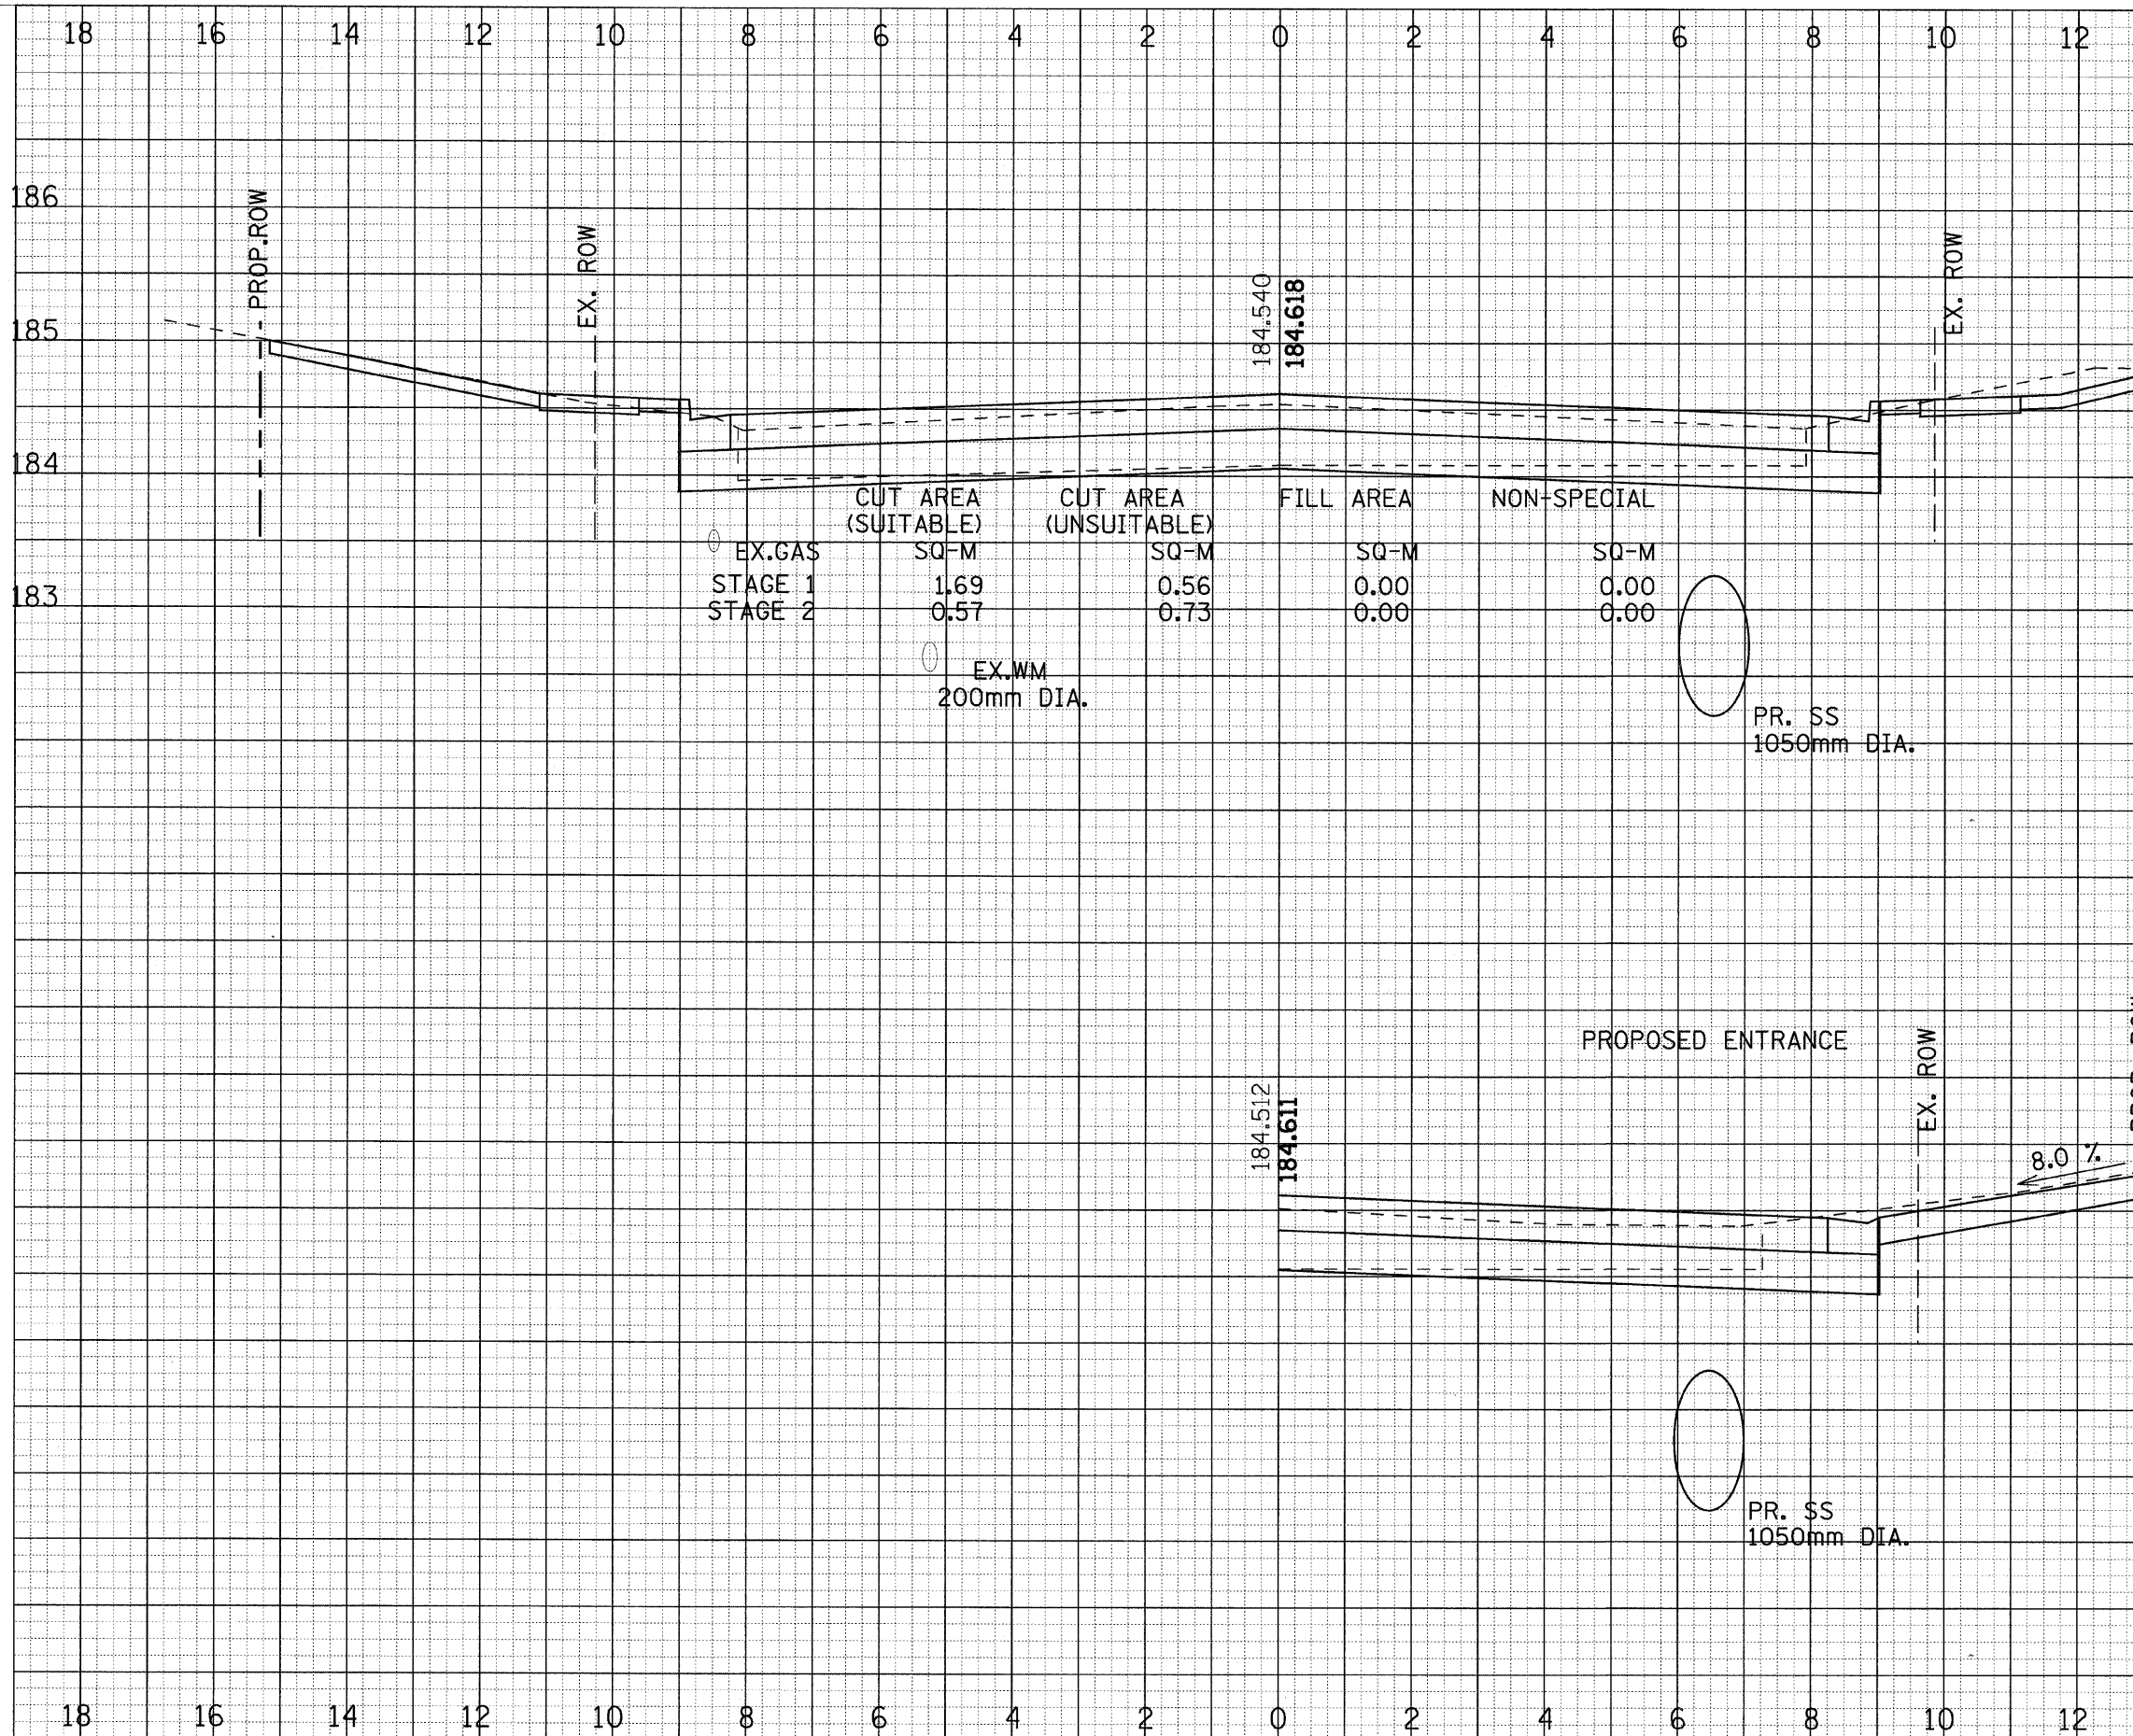 18 16 14 12 10 8 6 4 2 0 2 4 6 8 10 12
186
PROP.ROW
EX. ROW
184.540
184.618
EX. ROW
185
184
CUT AREA CUT AREA FILL AREA NON-SPECIAL
(SUITABLE) (UNSUITABLE)
EX.GAS SQ-M SQ-M SQ-M SQ-M
STAGE 1 1.69 0.56 0.00 0.00
183
STAGE 2 0.57 0.73 0.00 0.00
EX.WM
200mm DIA.
PR. SS
1050mm DIA.
PROPOSED ENTRANCE
EX. ROW
184.512
184.611
8.0 %
PR. SS
1050mm DIA.
18 16 14 12 10 8 6 4 2 0 2 4 6 8 10 12